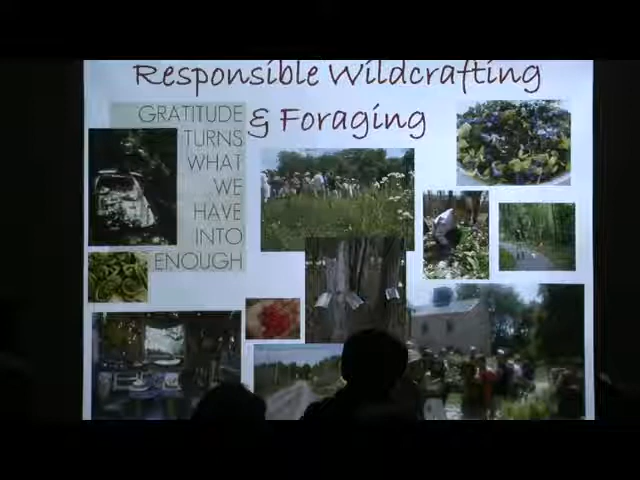 Responsible Wildcrafting
& Foraging
GRATITUDE
TURNS
WHAT
WE
HAVE
INTO
ENOUGH